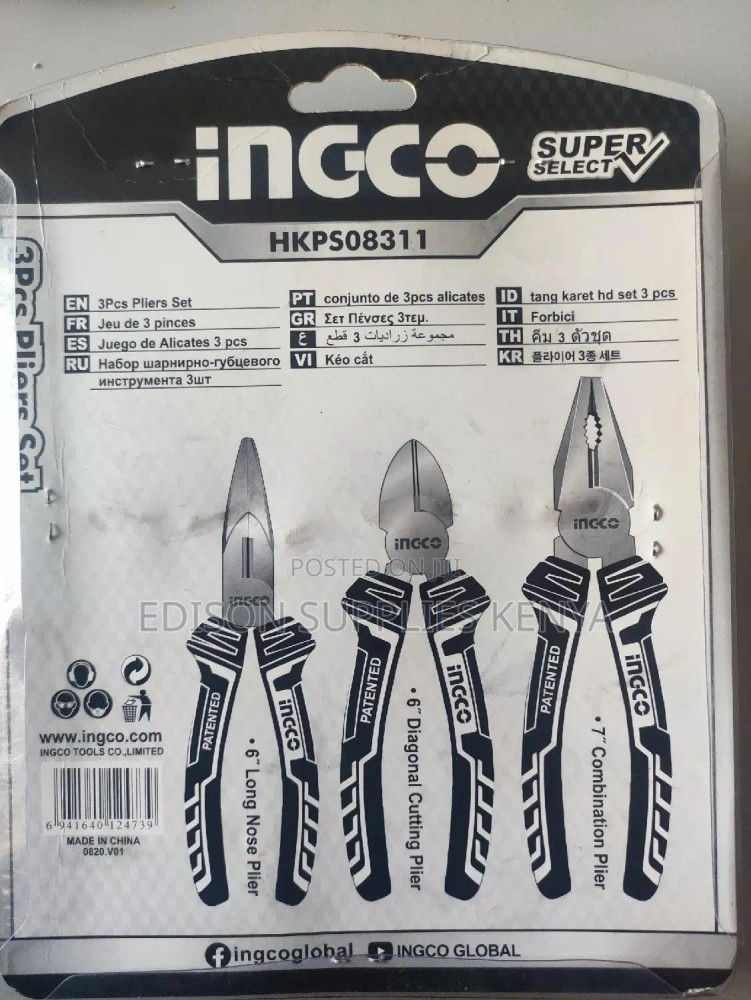 INGCO
SUPER
SELECT
HKPS08311
3Pcs Pliers Set
EN 3Pcs Pliers Set
FR Jeu de 3 pinces
ES Juego de Alicates 3 pcs
RU Набор шарнирно-губцевого
инструмента 3шт
PT conjunto de 3pcs alicates
GR Σετ Πένσες 3τεμ.
ع مجموعة زراديات 3 قطع
VI Kéo cắt
ID tang karet hd set 3 pcs
IT Forbici
TH คีม 3 ตัวชุด
KR 플라이어 3종 세트
INGCO
INGCO
INGCO
POSTED ON JIJI
EDISON SUPPLIES KENYA
PATENTED
INGCO
• 6″ Long Nose Plier
PATENTED
INGCO
• 6″ Diagonal Cutting Plier
PATENTED
INGCO
• 7″ Combination Plier
www.ingco.com
INGCO TOOLS CO.,LIMITED
6 941640 124739
MADE IN CHINA
0820.V01
ingcoglobal
INGCO GLOBAL